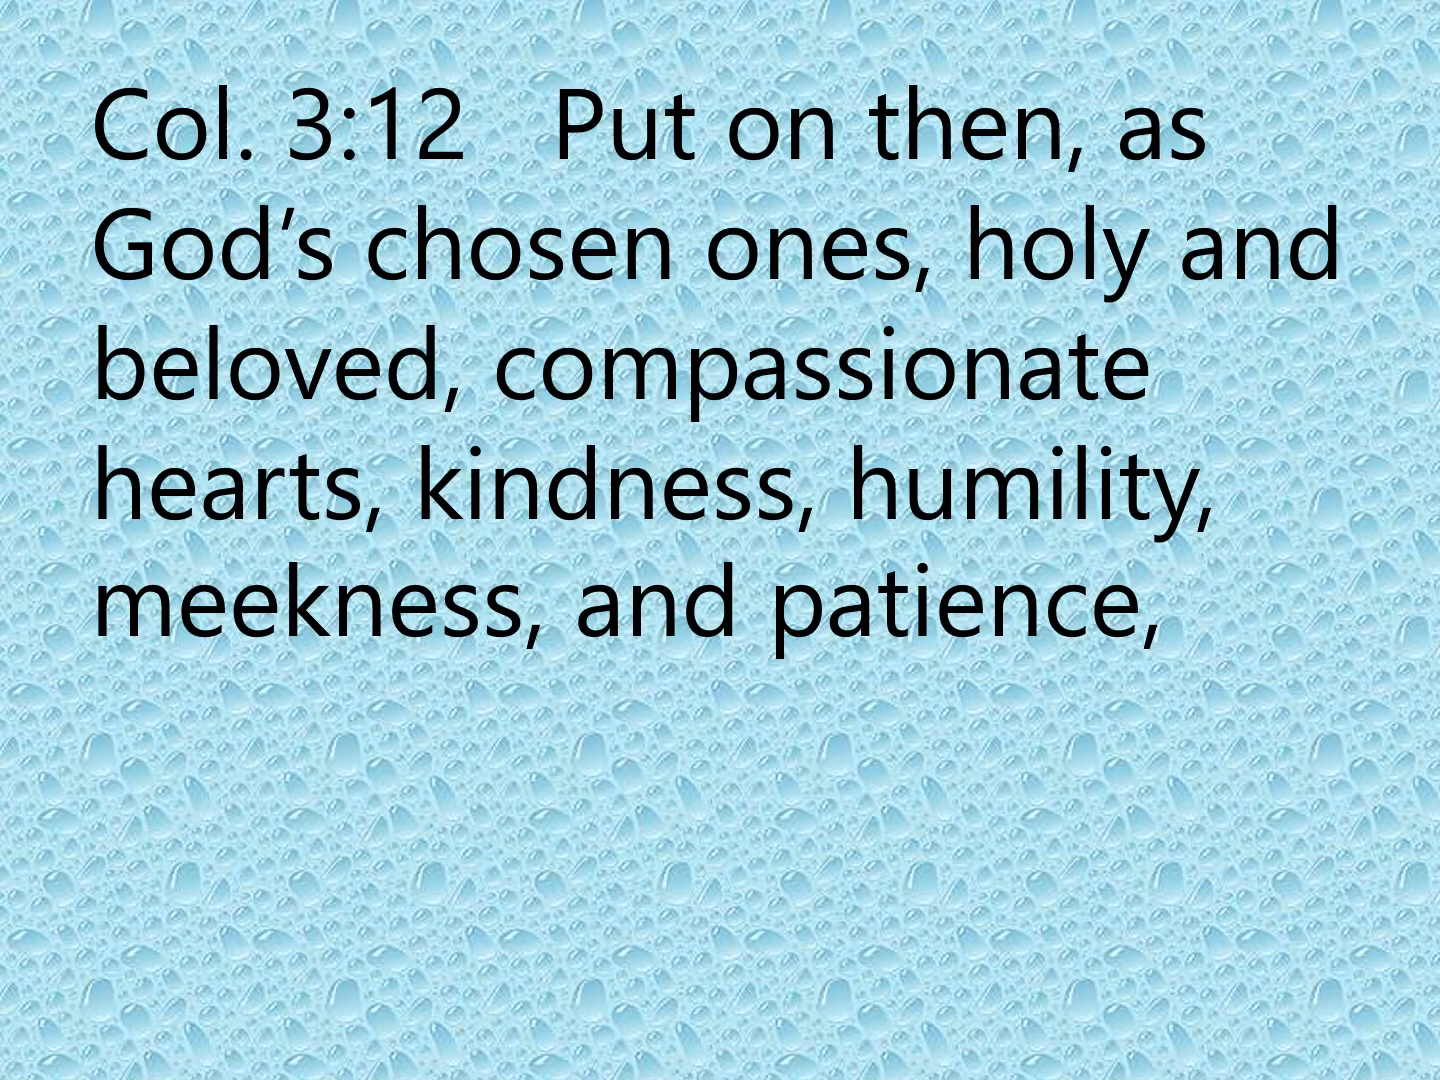 Col. 3:12   Put on then, as
God’s chosen ones, holy and
beloved, compassionate
hearts, kindness, humility,
meekness, and patience,